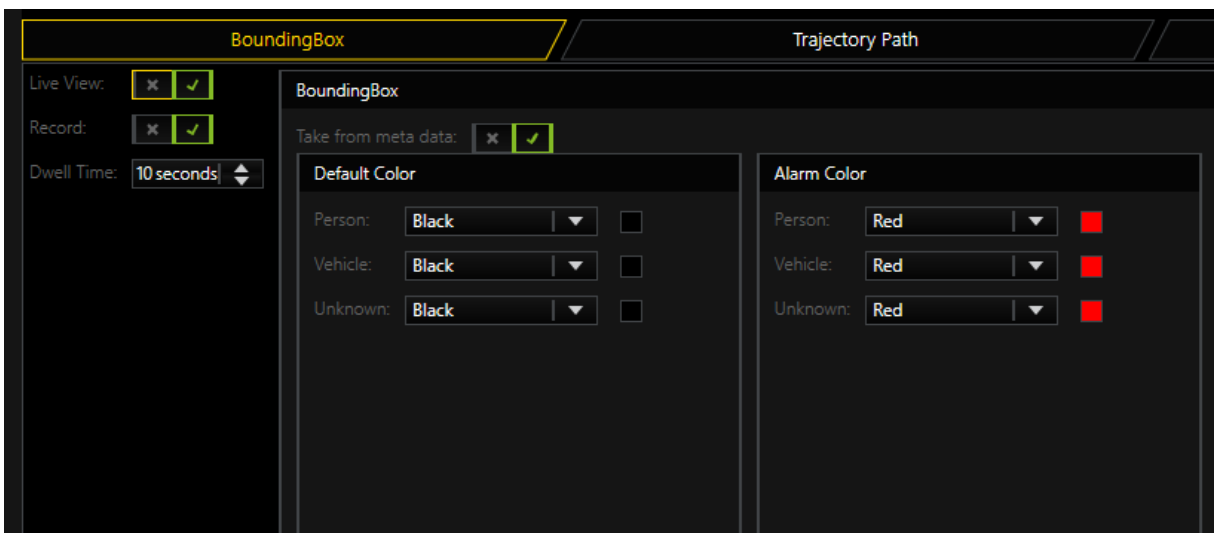 BoundingBox
Trajectory Path
Live View:
Record:
Dwell Time: 10 seconds
BoundingBox
Take from meta data:
Default Color
Person: Black
Vehicle: Black
Unknown: Black
Alarm Color
Person: Red
Vehicle: Red
Unknown: Red